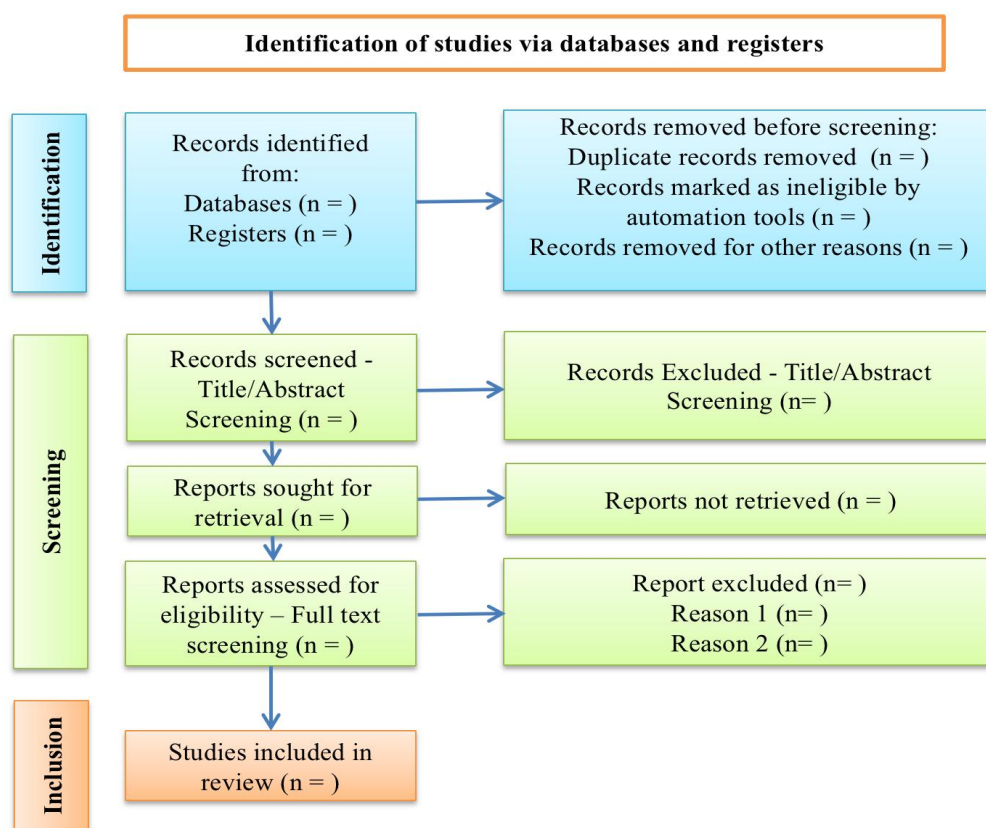 Identification of studies via databases and registers
Identification
Records identified
from:
Databases (n = )
Registers (n = )
Records removed before screening:
Duplicate records removed  (n = )
Records marked as ineligible by
automation tools (n = )
Records removed for other reasons (n = )
Screening
Records screened -
Title/Abstract
Screening (n = )
Records Excluded - Title/Abstract
Screening (n= )
Reports sought for
retrieval (n = )
Reports not retrieved (n = )
Reports assessed for
eligibility – Full text
screening (n = )
Report excluded (n= )
Reason 1 (n= )
Reason 2 (n= )
Inclusion
Studies included in
review (n = )